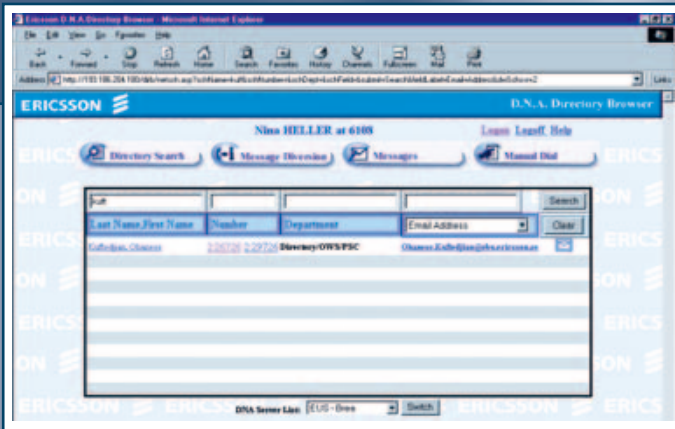 Ericsson D.N.A. Directory Browser - Microsoft Internet Explorer
File Edit View Go Favorites Help
Back Forward Stop Refresh Home Search Favorites History Channels Fullscreen Mail Print
Address Links
ERICSSON D.N.A. Directory Browser
Nina HELLER at 6108 Logon Logoff Help
Directory Search Message Diversion Messages Manual Dial
Search
Last Name,First Name Number Department Email Address Clear
Directory/OWS/PSC
DNA Server List: EUS - Brea Switch